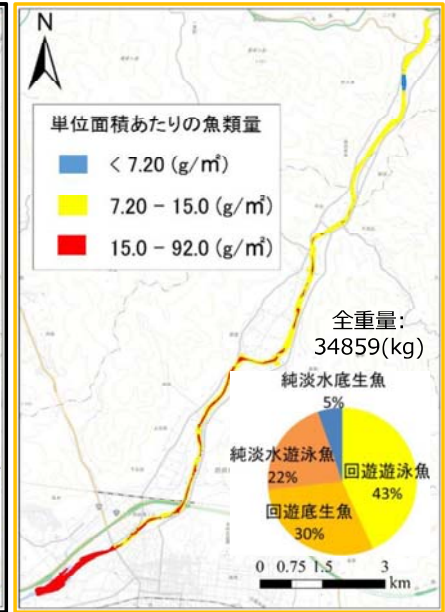 N
単位面積あたりの魚類量
< 7.20 (g/㎡)
7.20 − 15.0 (g/㎡)
15.0 − 92.0 (g/㎡)
全重量:
34859(kg)
純淡水底生魚
5%
純淡水遊泳魚
22%
回遊遊泳魚
43%
回遊底生魚
30%
0 0.75 1.5 3
km